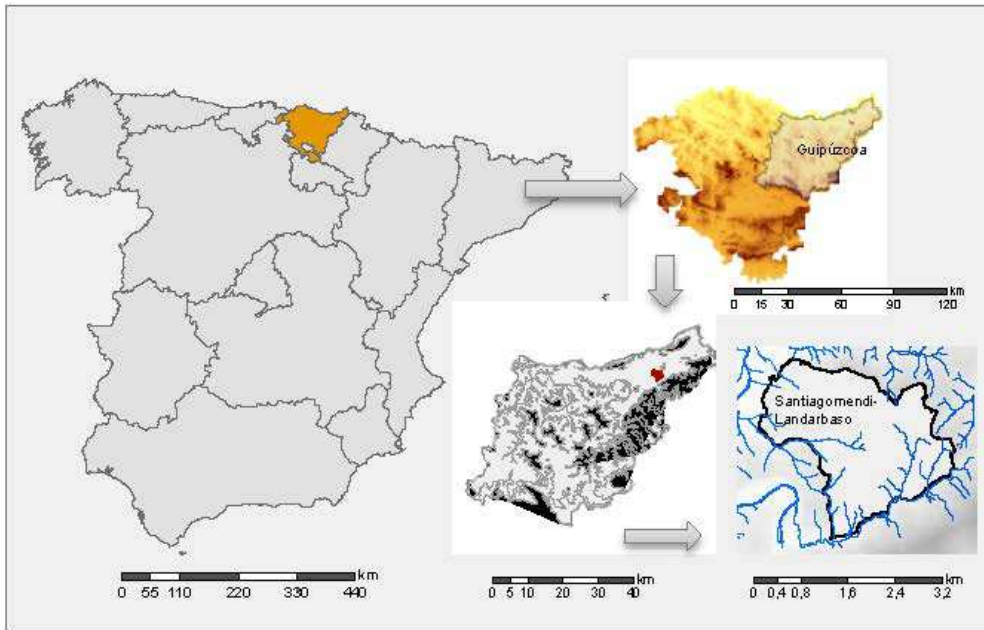 Guipúzcoa
km
0 15 30 60 90 120
Santiagomendi-
Landarbaso
km
0 55 110 220 330 440
km
0 5 10 20 30 40
km
0 0,4 0,8 1,6 2,4 3,2